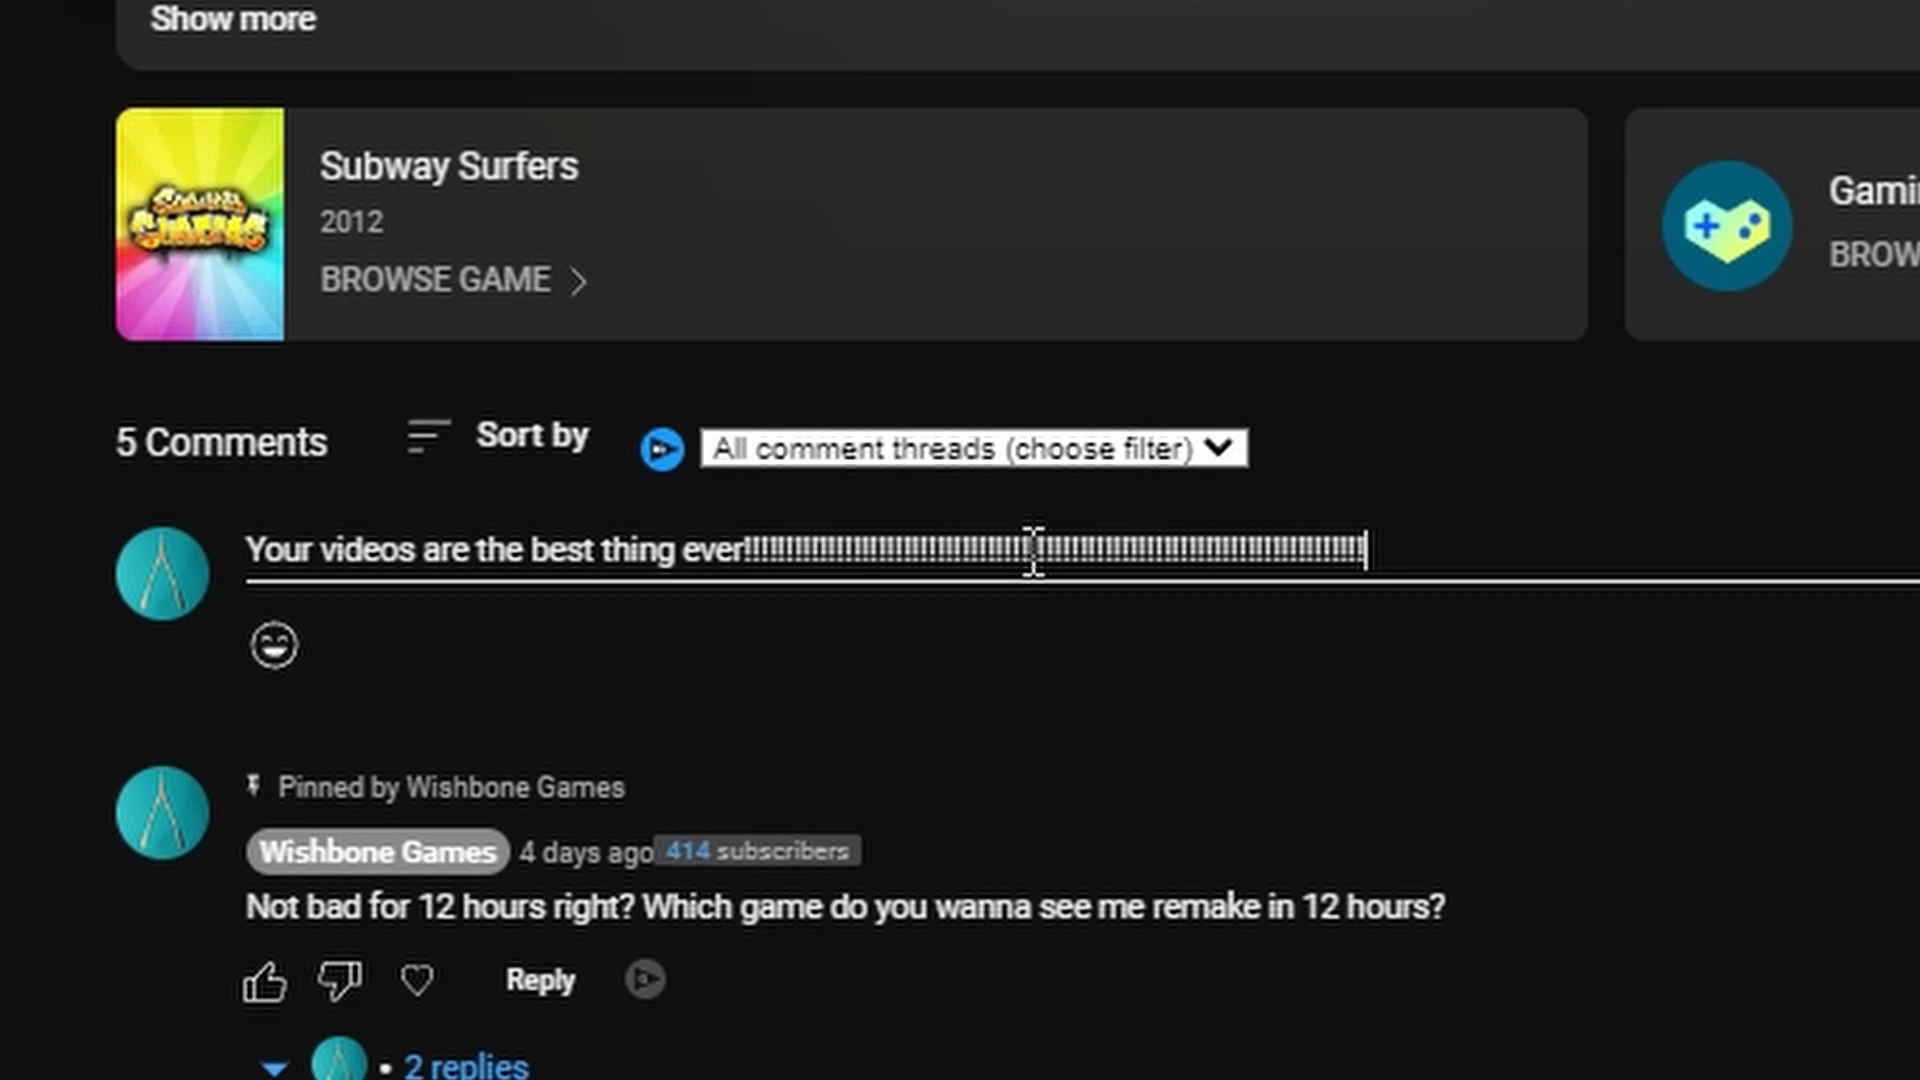 Show more
SUBWAY
SURFERS
Subway Surfers
2012
BROWSE GAME
5 Comments
Sort by
All comment threads (choose filter)
Your videos are the best thing ever!!!!!!!!!!!!!!!!!!!!!!!!!!!!!!!!!!!!!!!!!!!!!!!!!!!!!!!!!!!!!!!!!!!!!!!!
Pinned by Wishbone Games
Wishbone Games 4 days ago 414 subscribers
Not bad for 12 hours right? Which game do you wanna see me remake in 12 hours?
Reply
2 replies